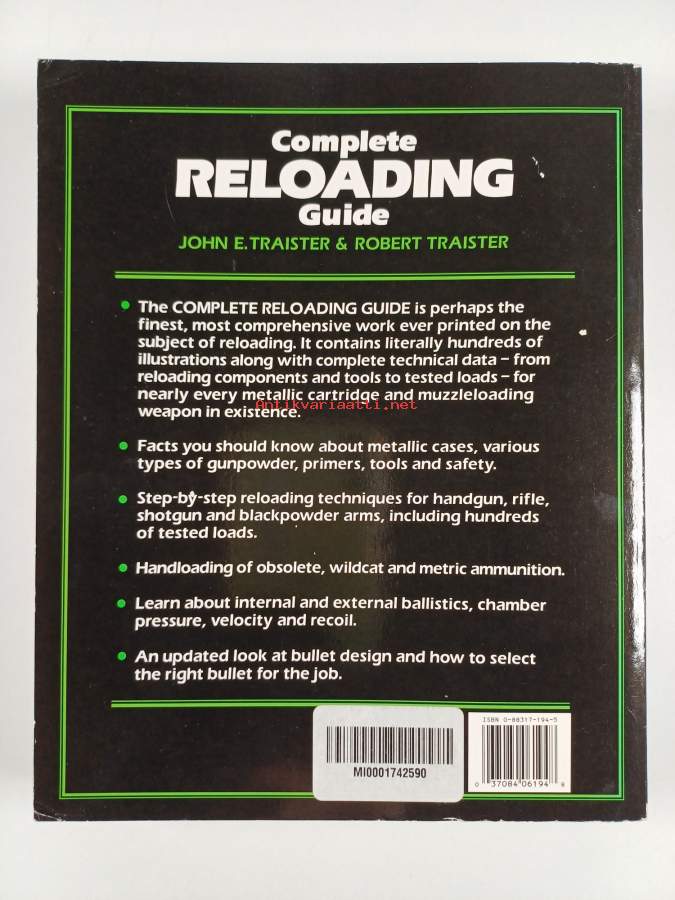 Complete
RELOADING
Guide
JOHN E. TRAISTER & ROBERT TRAISTER
• The COMPLETE RELOADING GUIDE is perhaps the
finest, most comprehensive work ever printed on the
subject of reloading. It contains literally hundreds of
illustrations along with complete technical data – from
reloading components and tools to tested loads – for
nearly every metallic cartridge and muzzleloading
Antikvariaatti.net
weapon in existence.
• Facts you should know about metallic cases, various
types of gunpowder, primers, tools and safety.
• Step-by-step reloading techniques for handgun, rifle,
shotgun and blackpowder arms, including hundreds
of tested loads.
• Handloading of obsolete, wildcat and metric ammunition.
• Learn about internal and external ballistics, chamber
pressure, velocity and recoil.
• An updated look at bullet design and how to select
the right bullet for the job.
ISBN 0-88317-194-5
MI0001742590
0 37084 06194 8